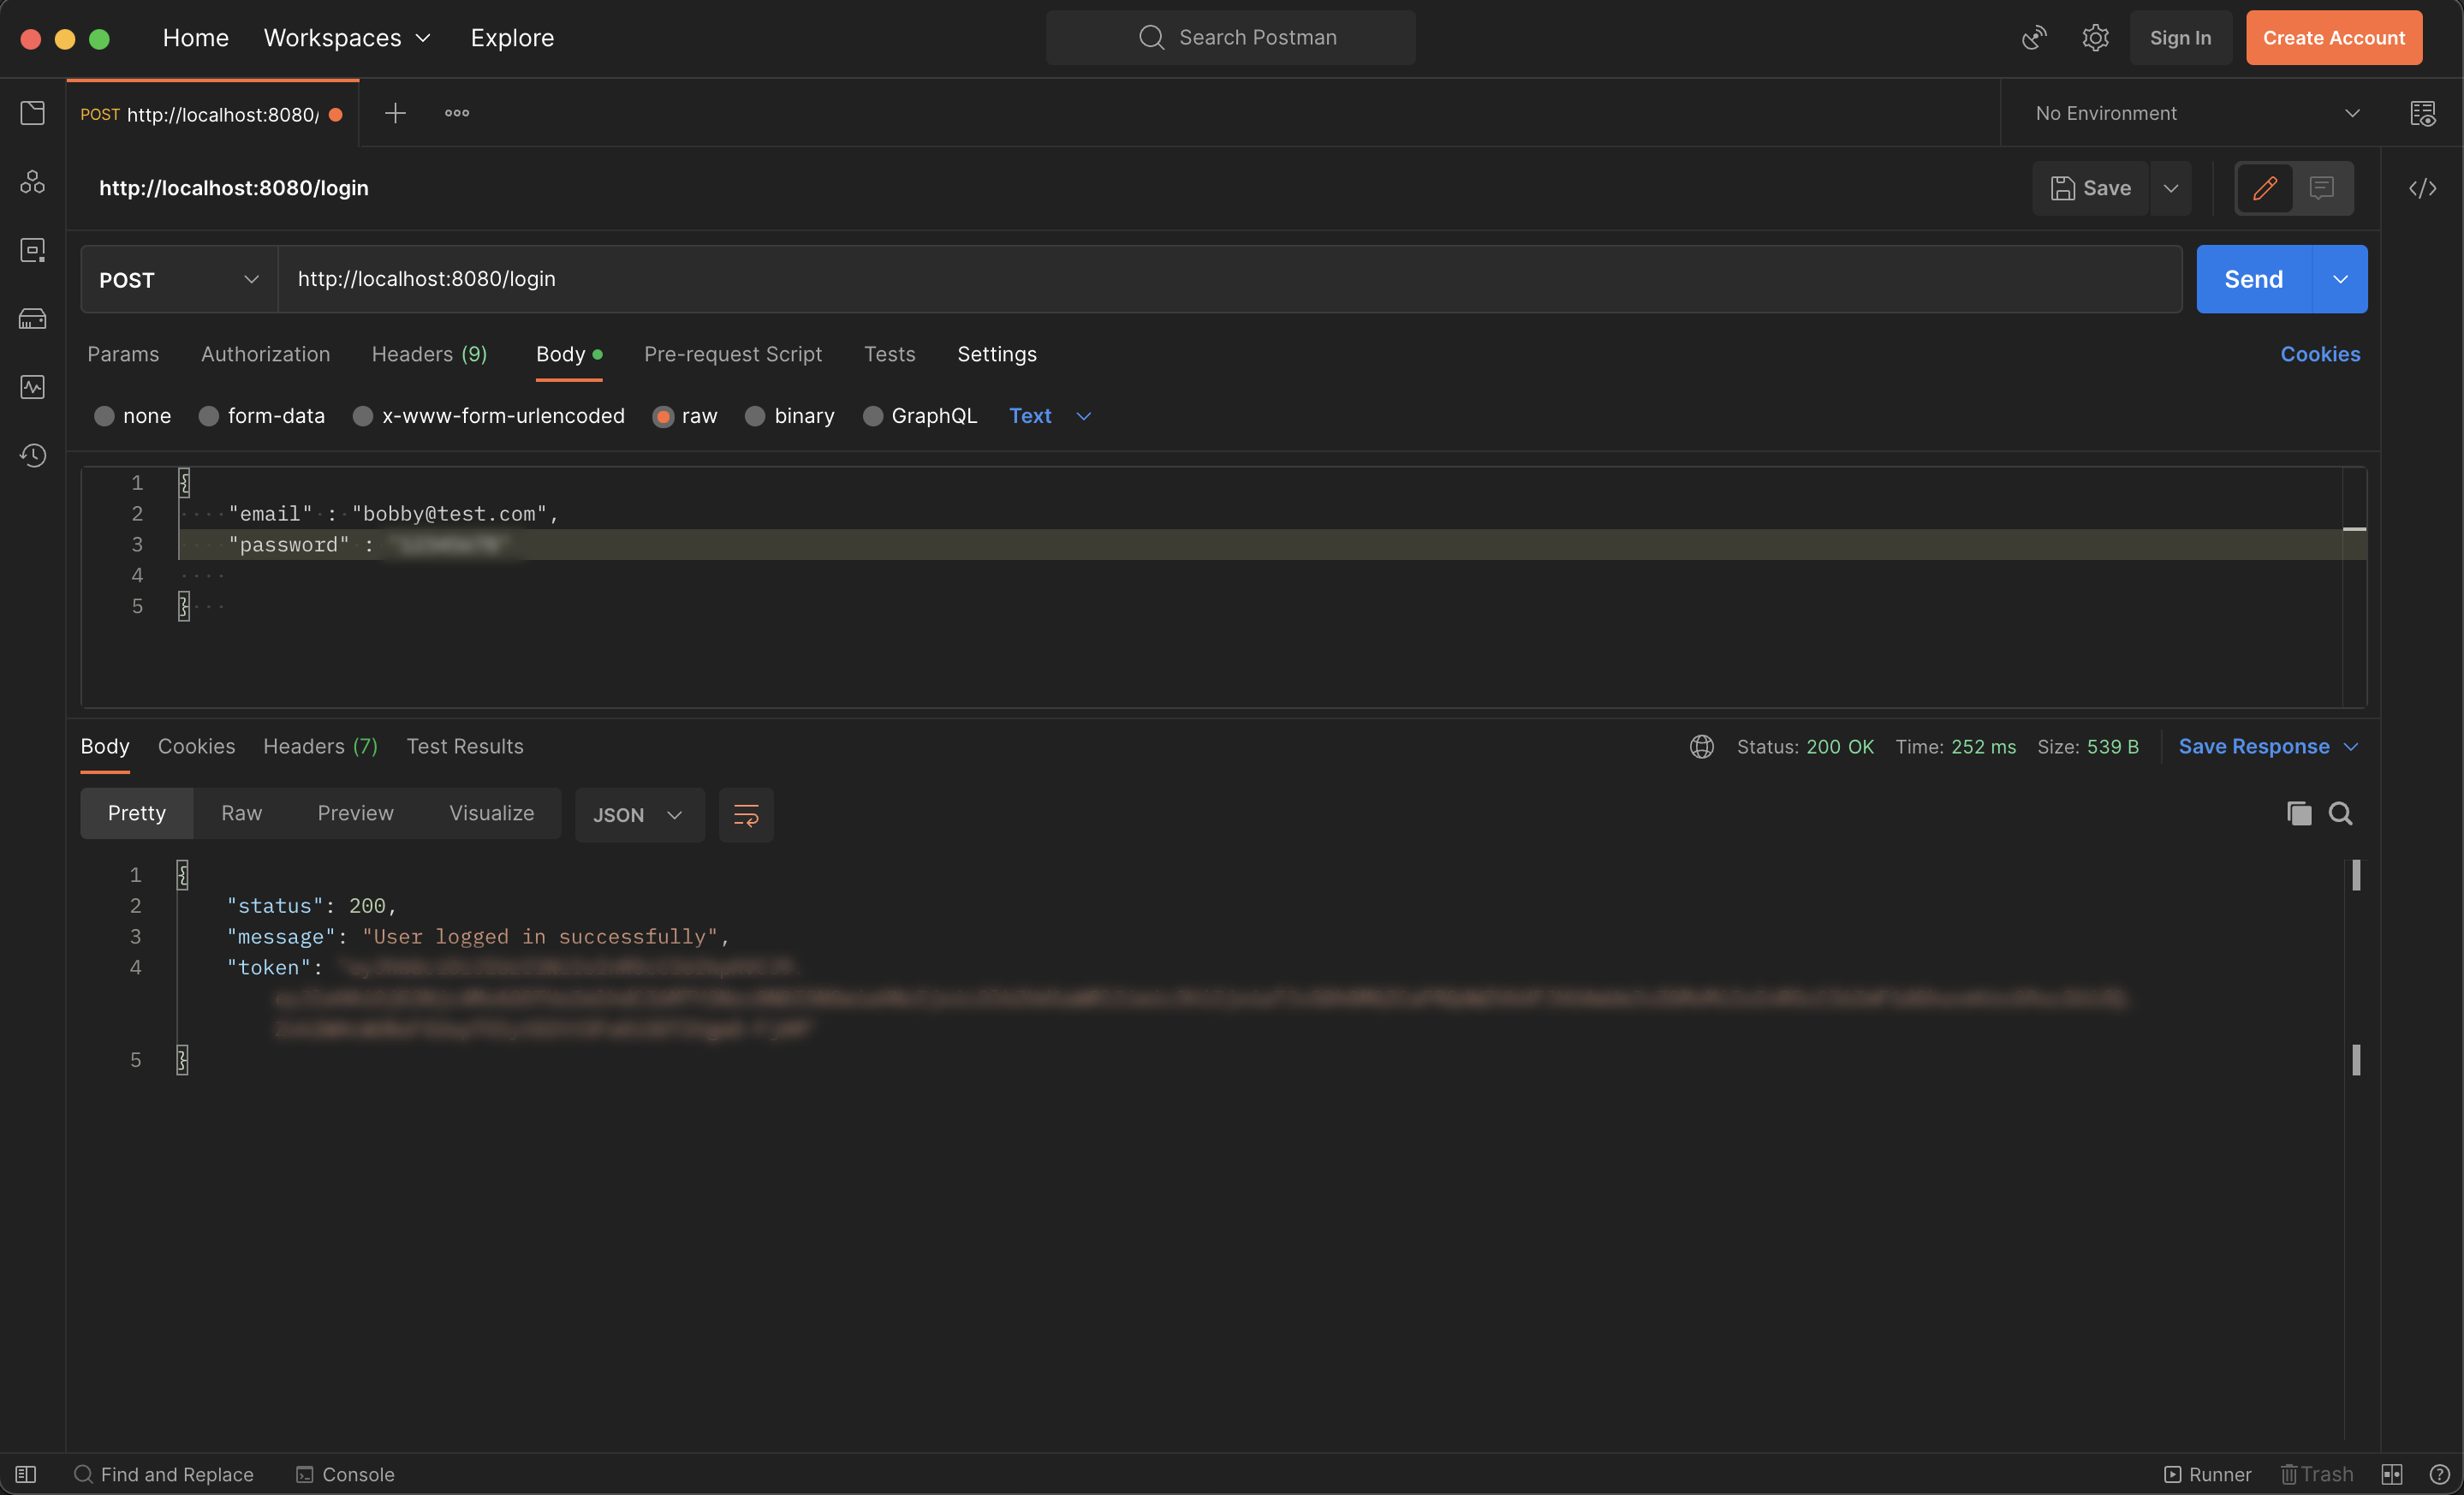 Home Workspaces Explore Search Postman Sign In Create Account
POST http://localhost:8080/ No Environment
http://localhost:8080/login Save
POST http://localhost:8080/login Send
Params Authorization Headers (9) Body Pre-request Script Tests Settings Cookies
none form-data x-www-form-urlencoded raw binary GraphQL Text
1 {
2 "email" : "bobby@test.com",
3 "password" :
4
5 }
Body Cookies Headers (7) Test Results Status: 200 OK Time: 252 ms Size: 539 B Save Response
Pretty Raw Preview Visualize JSON
1 {
2 "status": 200,
3 "message": "User logged in successfully",
4 "token":
5 }
Find and Replace Console Runner Trash